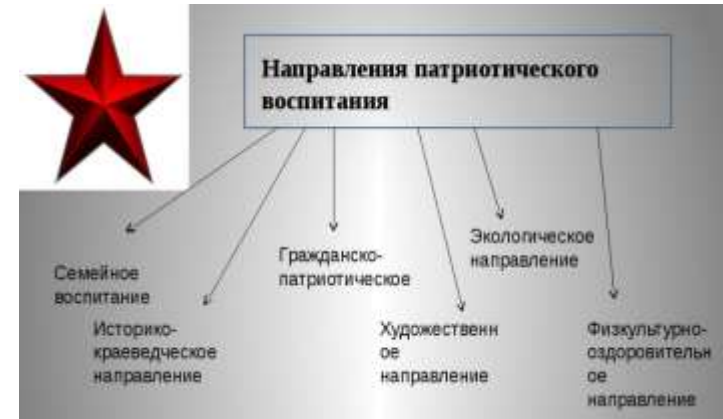 Направления патриотического
воспитания
Семейное
воспитание
Историко-
краеведческое
направление
Гражданско-
патриотическое
Художественн
ое
направление
Экологическое
направление
Физкультурно-
оздоровительн
ое
направление